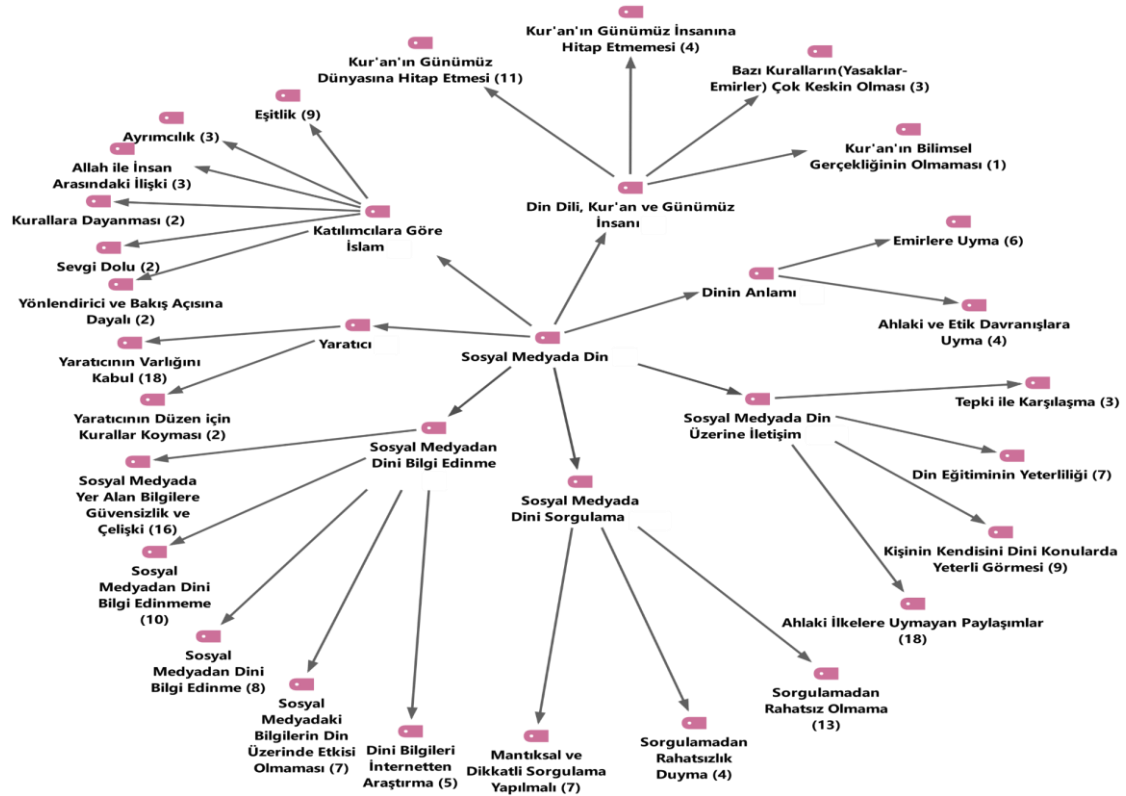 Kur'an'ın Günümüz İnsanına
Hitap Etmemesi (4)
Kur'an'ın Günümüz
Dünyasına Hitap Etmesi (11)
Bazı Kuralların(Yasaklar-
Emirler) Çok Keskin Olması (3)
Eşitlik (9)
Ayrımcılık (3)
Kur'an'ın Bilimsel
Gerçekliğinin Olmaması (1)
Allah ile İnsan
Arasındaki İlişki (3)
Din Dili, Kur'an ve Günümüz
İnsanı
Kurallara Dayanması (2)
Katılımcılara Göre
İslam
Emirlere Uyma (6)
Sevgi Dolu (2)
Dinin Anlamı
Yönlendirici ve Bakış Açısına
Dayalı (2)
Ahlaki ve Etik Davranışlara
Uyma (4)
Yaratıcı
Sosyal Medyada Din
Yaratıcının Varlığını
Kabul (18)
Tepki ile Karşılaşma (3)
Yaratıcının Düzen için
Kurallar Koyması (2)
Sosyal Medyada Din
Üzerine İletişim
Sosyal Medyadan
Dini Bilgi Edinme
Din Eğitiminin Yeterliliği (7)
Sosyal Medyada
Yer Alan Bilgilere
Güvensizlik ve
Çelişki (16)
Sosyal Medyada
Dini Sorgulama
Kişinin Kendisini Dini Konularda
Yeterli Görmesi (9)
Sosyal
Medyadan Dini
Bilgi Edinmeme
(10)
Ahlaki İlkelere Uymayan Paylaşımlar
(18)
Sosyal
Medyadan Dini
Bilgi Edinme (8)
Sorgulamadan
Rahatsız Olmama
(13)
Sosyal
Medyadaki
Bilgilerin Din
Üzerinde Etkisi
Olmaması (7)
Dini Bilgileri
İnternetten
Araştırma (5)
Mantıksal ve
Dikkatli Sorgulama
Yapılmalı (7)
Sorgulamadan
Rahatsızlık
Duyma (4)